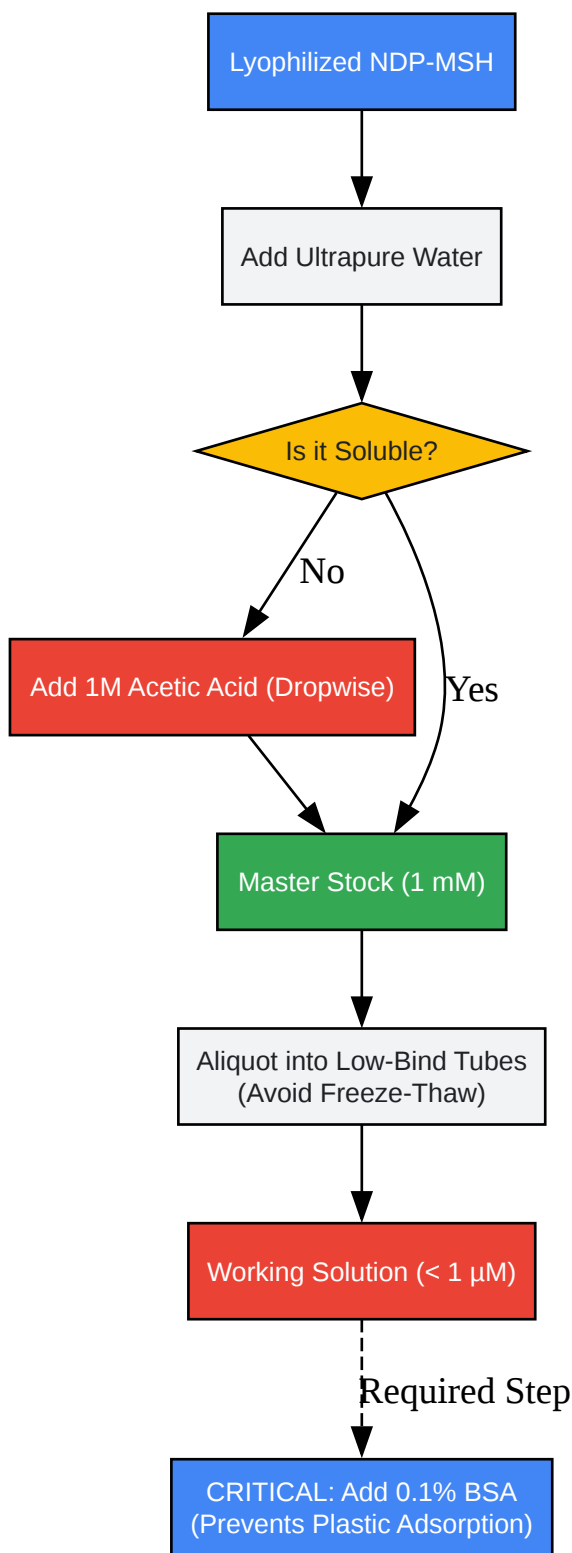 Lyophilized NDP-MSH
Add Ultrapure Water
Is it Soluble?
No
Add 1M Acetic Acid (Dropwise)
Yes
Master Stock (1 mM)
Aliquot into Low-Bind Tubes
(Avoid Freeze-Thaw)
Working Solution (< 1 µM)
Required Step
CRITICAL: Add 0.1% BSA
(Prevents Plastic Adsorption)